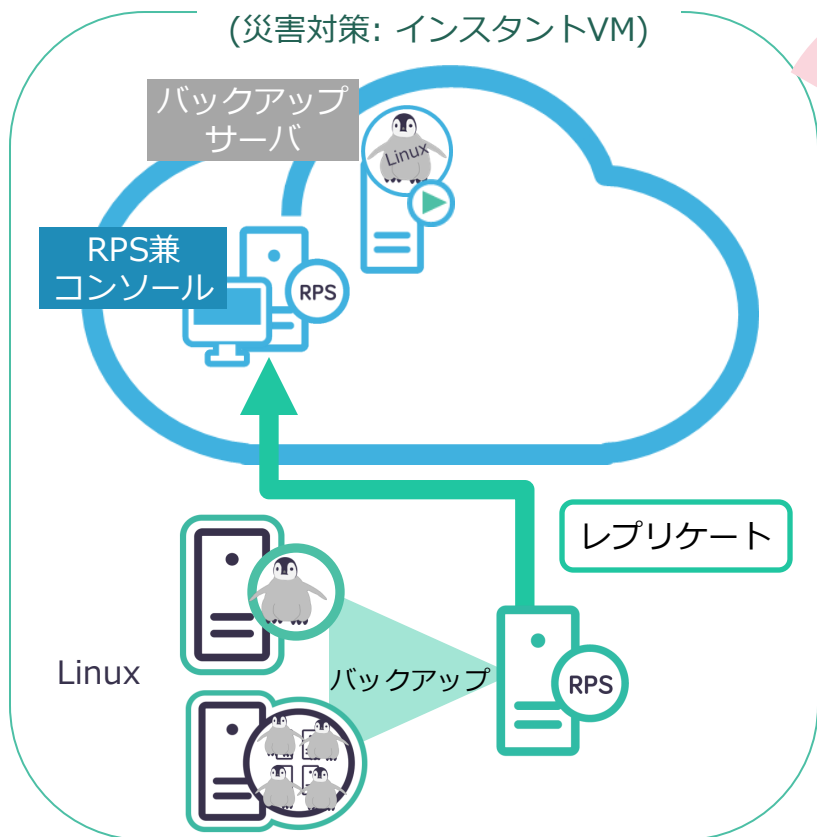 (災害対策: インスタントVM)
バックアップ
サーバ
Linux
RPS兼
コンソール
RPS
レプリケート
Linux
バックアップ
RPS